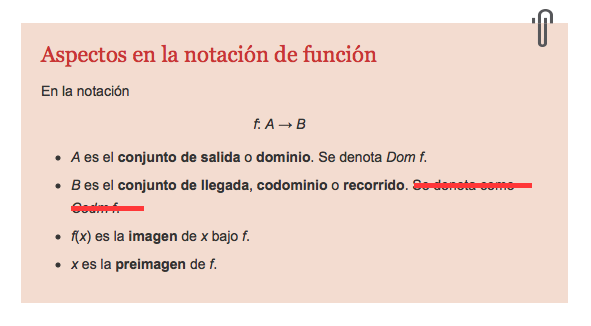 Aspectos en la notación de función
En la notación
f: A → B
• A es el conjunto de salida o dominio. Se denota Dom f.
• B es el conjunto de llegada, codominio o recorrido. Se denota como
Codm f.
• f(x) es la imagen de x bajo f.
• x es la preimagen de f.